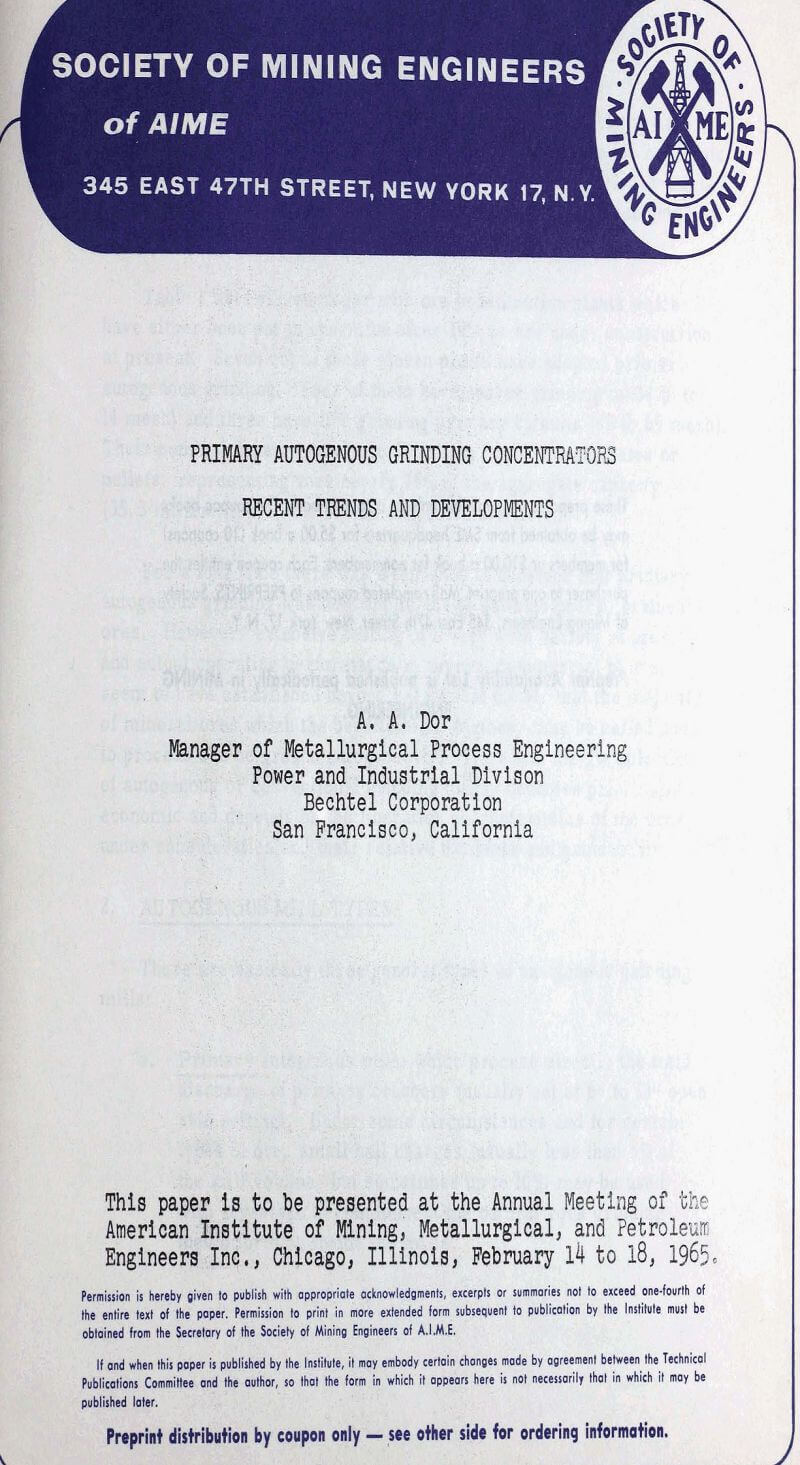 SOCIETY OF MINING ENGINEERS
of AIME
345 EAST 47TH STREET, NEW YORK 17, N.Y.
· SOCIETY OF · MINING ENGINEERS
AI ME
PRIMARY AUTOGENOUS GRINDING CONCENTRATORS
RECENT TRENDS AND DEVELOPMENTS
A. A. Dor
Manager of Metallurgical Process Engineering
Power and Industrial Divison
Bechtel Corporation
San Francisco, California
This paper is to be presented at the Annual Meeting of the
American Institute of Mining, Metallurgical, and Petroleum
Engineers Inc., Chicago, Illinois, February 14 to 18, 1965.
Permission is hereby given to publish with appropriate acknowledgments, excerpts or summaries not to exceed one-fourth of
the entire text of the paper. Permission to print in more extended form subsequent to publication by the Institute must be
obtained from the Secretary of the Society of Mining Engineers of A.I.M.E.
If and when this paper is published by the Institute, it may embody certain changes made by agreement between the Technical
Publications Committee and the author, so that the form in which it appears here is not necessarily that in which it may be
published later.
Preprint distribution by coupon only — see other side for ordering information.